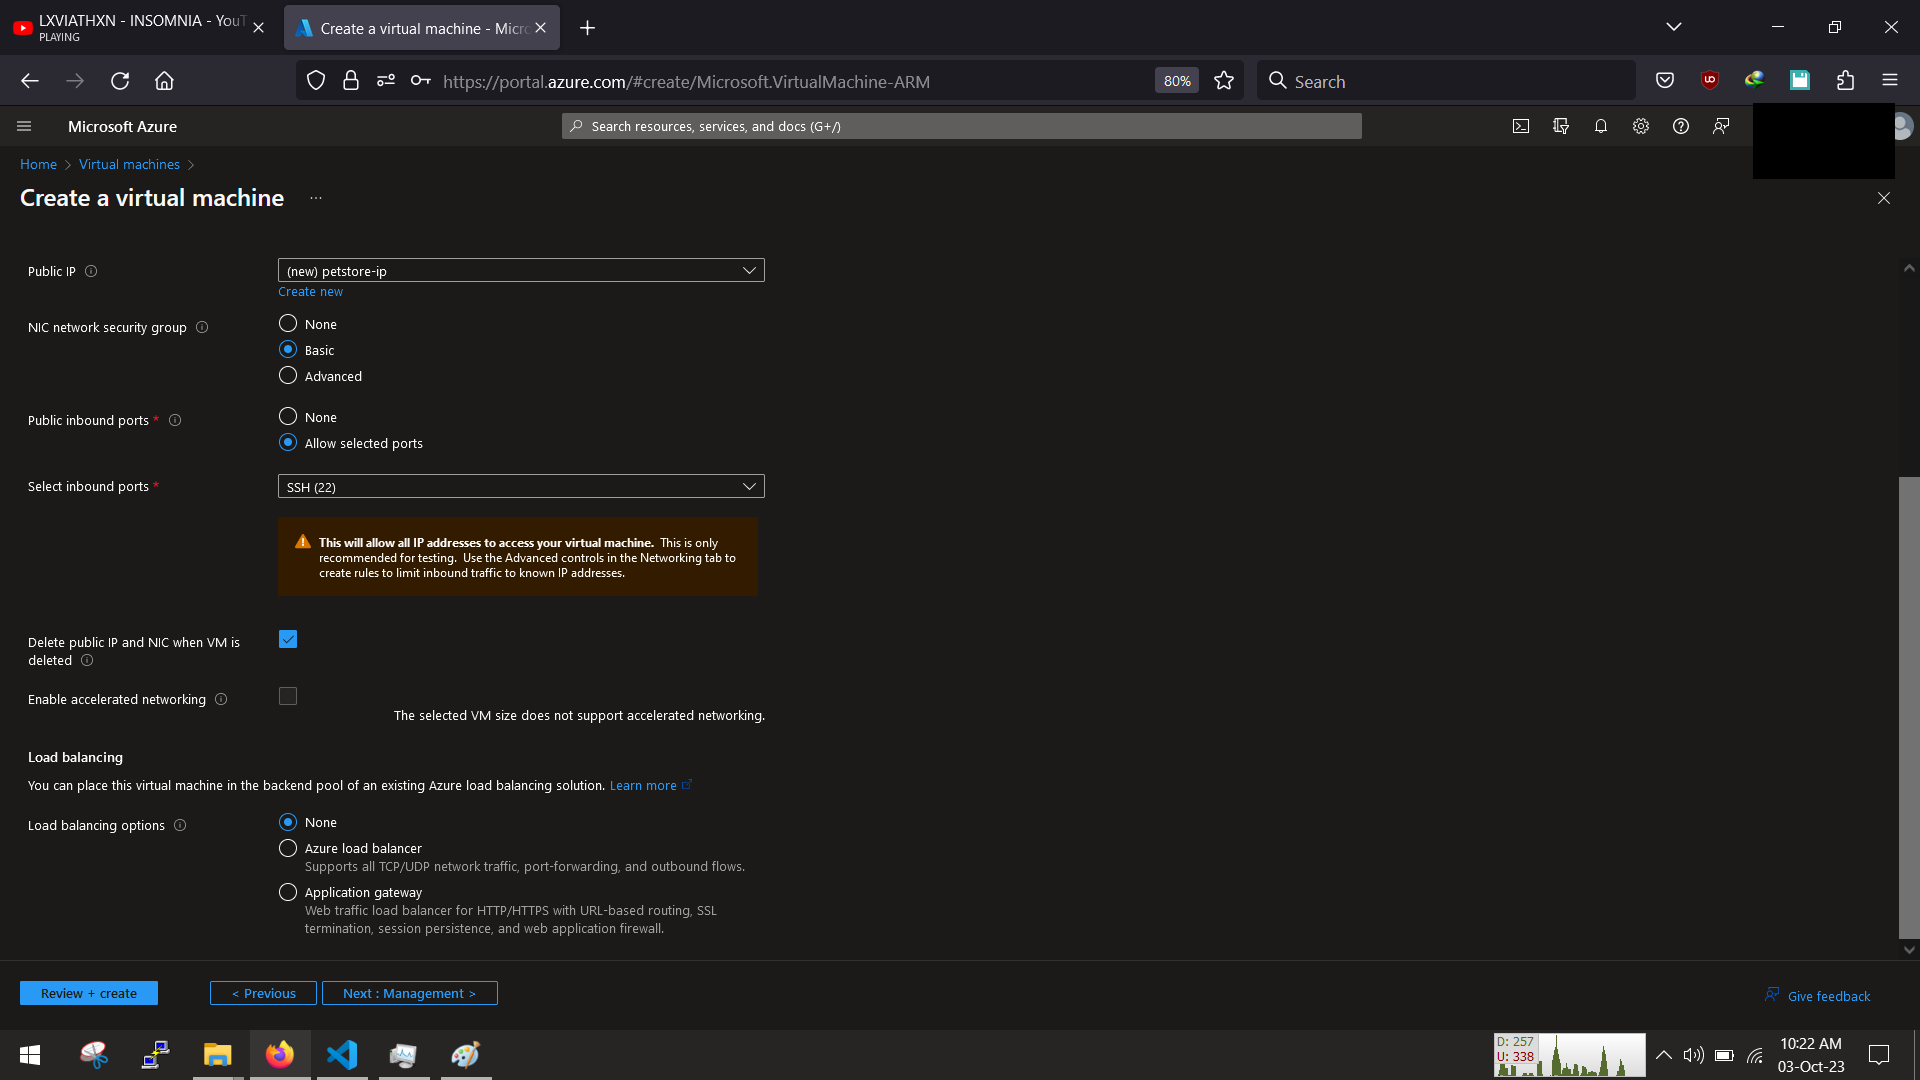 LXVIATHXN - INSOMNIA - YouT
PLAYING
Create a virtual machine - Micro
https://portal.azure.com/#create/Microsoft.VirtualMachine-ARM
80%
Search
Microsoft Azure
Search resources, services, and docs (G+/)
Home
Virtual machines
Create a virtual machine
...
Public IP
(new) petstore-ip
Create new
NIC network security group
None
Basic
Advanced
Public inbound ports *
None
Allow selected ports
Select inbound ports *
SSH (22)
This will allow all IP addresses to access your virtual machine. This is only
recommended for testing. Use the Advanced controls in the Networking tab to
create rules to limit inbound traffic to known IP addresses.
Delete public IP and NIC when VM is
deleted
Enable accelerated networking
The selected VM size does not support accelerated networking.
Load balancing
You can place this virtual machine in the backend pool of an existing Azure load balancing solution. Learn more
Load balancing options
None
Azure load balancer
Supports all TCP/UDP network traffic, port-forwarding, and outbound flows.
Application gateway
Web traffic load balancer for HTTP/HTTPS with URL-based routing, SSL
termination, session persistence, and web application firewall.
Review + create
< Previous
Next : Management >
Give feedback
D: 257
U: 338
10:22 AM
03-Oct-23